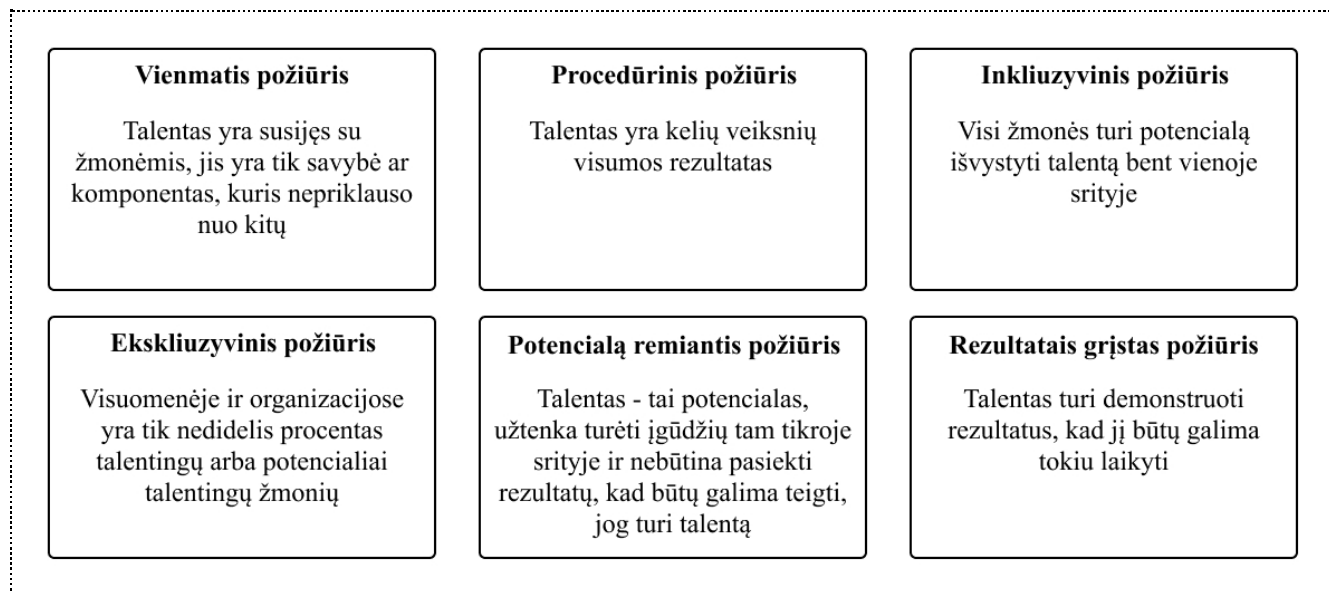 Vienmatis požiūris
Talentas yra susijęs su
žmonėmis, jis yra tik savybė ar
komponentas, kuris nepriklauso
nuo kitų
Procedūrinis požiūris
Talentas yra kelių veiksnių
visumos rezultatas
Inkliuzyvinis požiūris
Visi žmonės turi potencialą
išvystyti talentą bent vienoje
srityje
Ekskliuzyvinis požiūris
Visuomenėje ir organizacijose
yra tik nedidelis procentas
talentingų arba potencialiai
talentingų žmonių
Potencialą remiantis požiūris
Talentas - tai potencialas,
užtenka turėti įgūdžių tam tikroje
srityje ir nebūtina pasiekti
rezultatų, kad būtų galima teigti,
jog turi talentą
Rezultatais grįstas požiūris
Talentas turi demonstruoti
rezultatus, kad jį būtų galima
tokiu laikyti